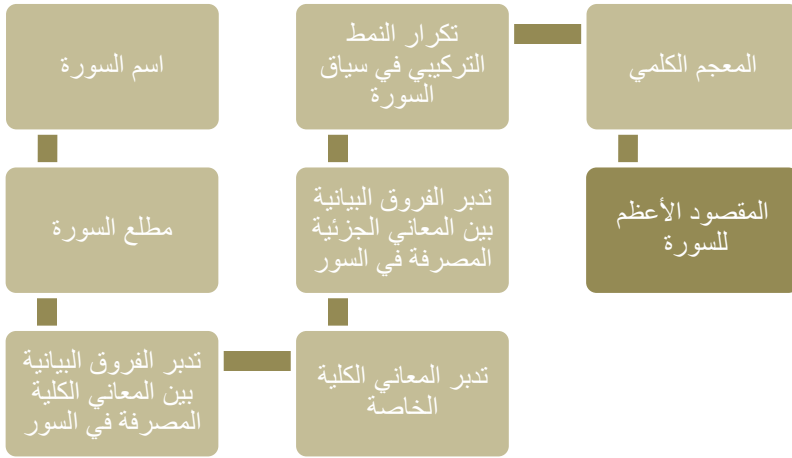 اسم السورة
مطلع السورة
تدبر الفروق البيانية
بين المعاني الكلية
المصرفة في السور
تدبر المعاني الكلية
الخاصة
تدبر الفروق البيانية
بين المعاني الجزئية
المصرفة في السور
تكرار النمط
التركيبي في سياق
السورة
المعجم الكلمي
المقصود الأعظم
للسورة